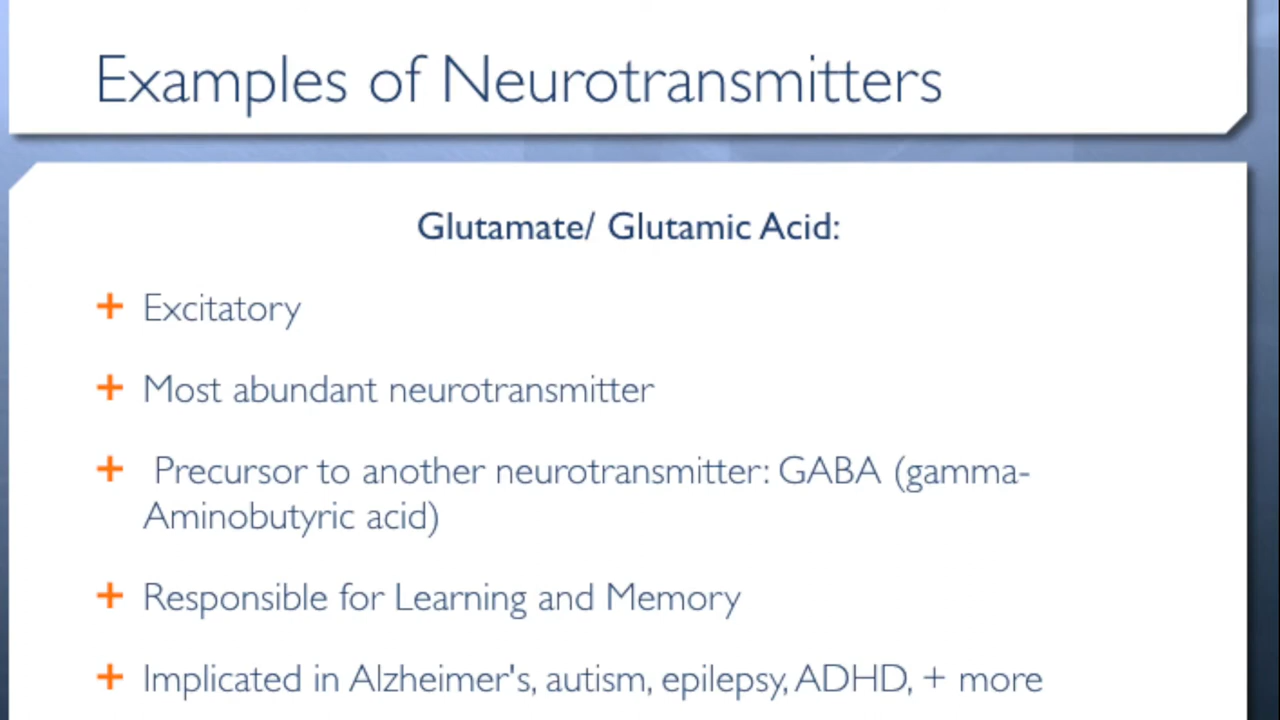 Examples of Neurotransmitters
Glutamate/ Glutamic Acid:
+ Excitatory
+ Most abundant neurotransmitter
+ Precursor to another neurotransmitter: GABA (gamma-
Aminobutyric acid)
+ Responsible for Learning and Memory
+ Implicated in Alzheimer's, autism, epilepsy, ADHD, + more